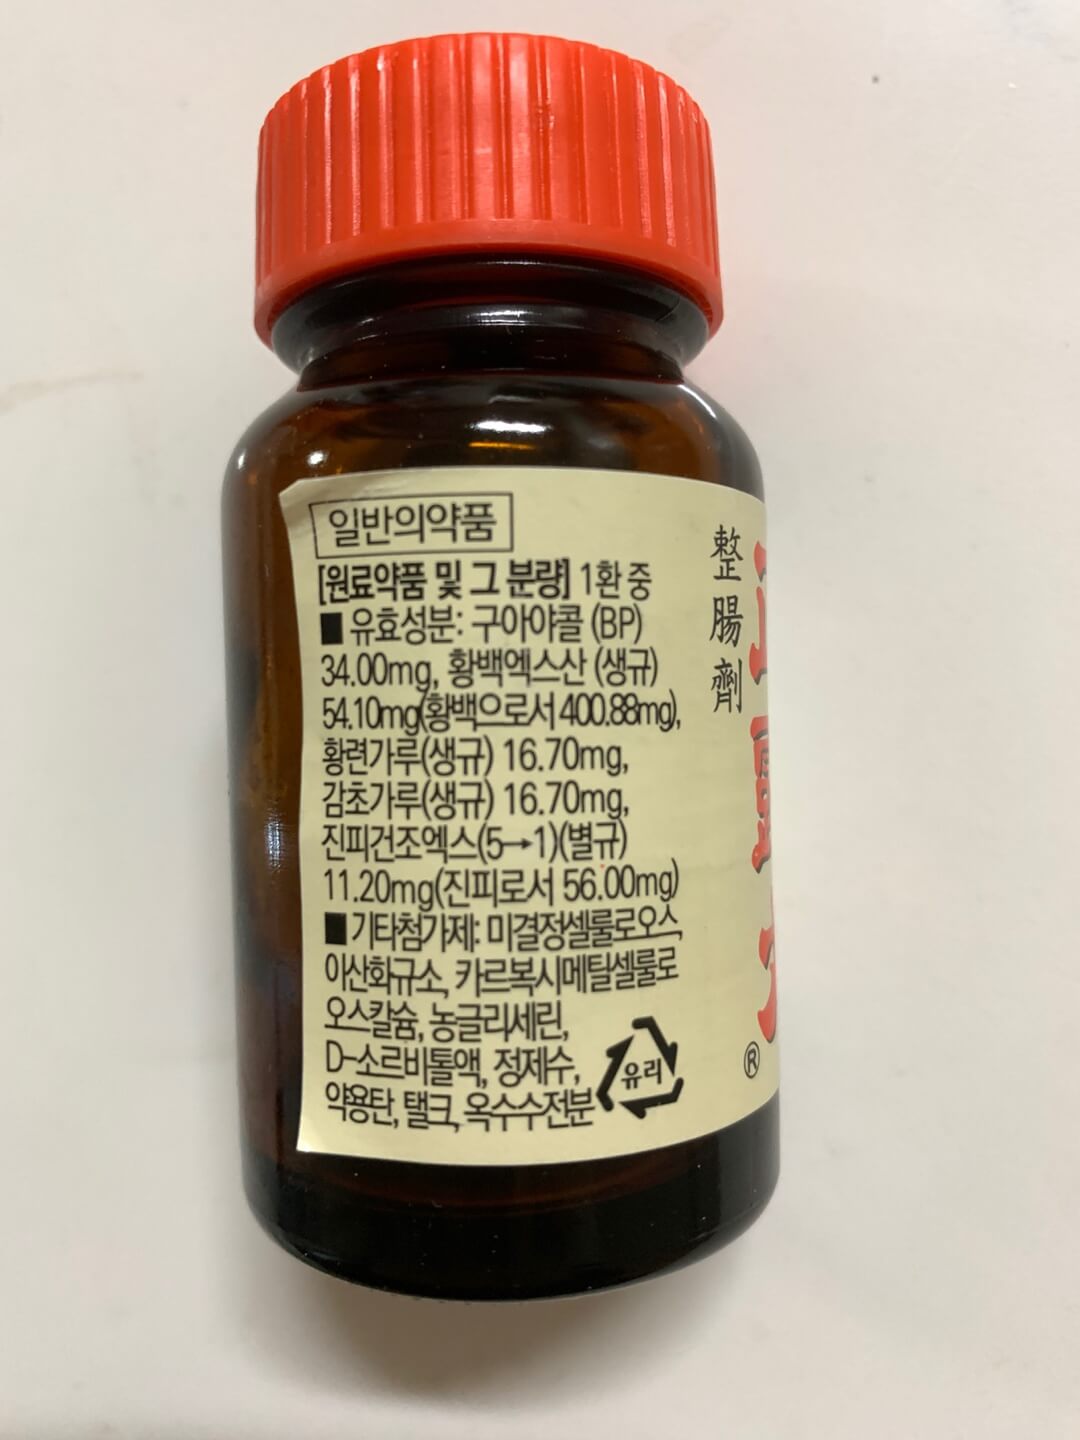 일반의약품
[원료약품 및 그 분량] 1환 중
■ 유효성분: 구아야콜 (BP)
34.00mg, 황백엑스산 (생규)
54.10mg(황백으로서 400.88mg),
황련가루(생규) 16.70mg,
감초가루(생규) 16.70mg,
진피건조엑스(5→1)(별규)
11.20mg(진피로서 56.00mg)
■ 기타첨가제: 미결정셀룰로오스,
이산화규소, 카르복시메틸셀룰로
오스칼슘, 농글리세린,
D-소르비톨액, 정제수,
약용탄, 탤크, 옥수수전분
유리
整腸劑
®